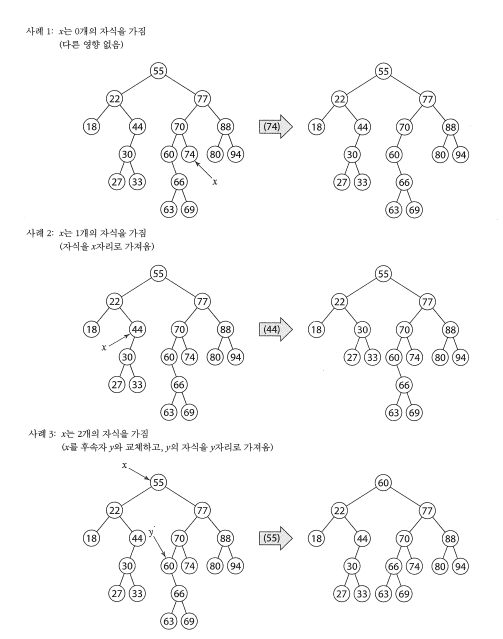 사례 1: x는 0개의 자식을 가짐
(다른 영향 없음)
55 55
22 77 22 77
18 44 70 88 (74) 18 44 70 88
30 60 74 80 94 30 60 80 94
27 33 66 x 27 33 66
63 69 63 69
사례 2: x는 1개의 자식을 가짐
(자식을 x자리로 가져옴)
55 55
22 77 22 77
18 44 70 88 (44) 18 30 70 88
x 30 60 74 80 94 27 33 60 74 80 94
27 33 66 66
63 69 63 69
사례 3: x는 2개의 자식을 가짐
(x를 후속자 y와 교체하고, y의 자식을 y자리로 가져옴)
x
55 60
22 77 22 77
18 44 y 70 88 (55) 18 44 70 88
30 60 74 80 94 30 66 74 80 94
27 33 66 27 33 63 69
63 69